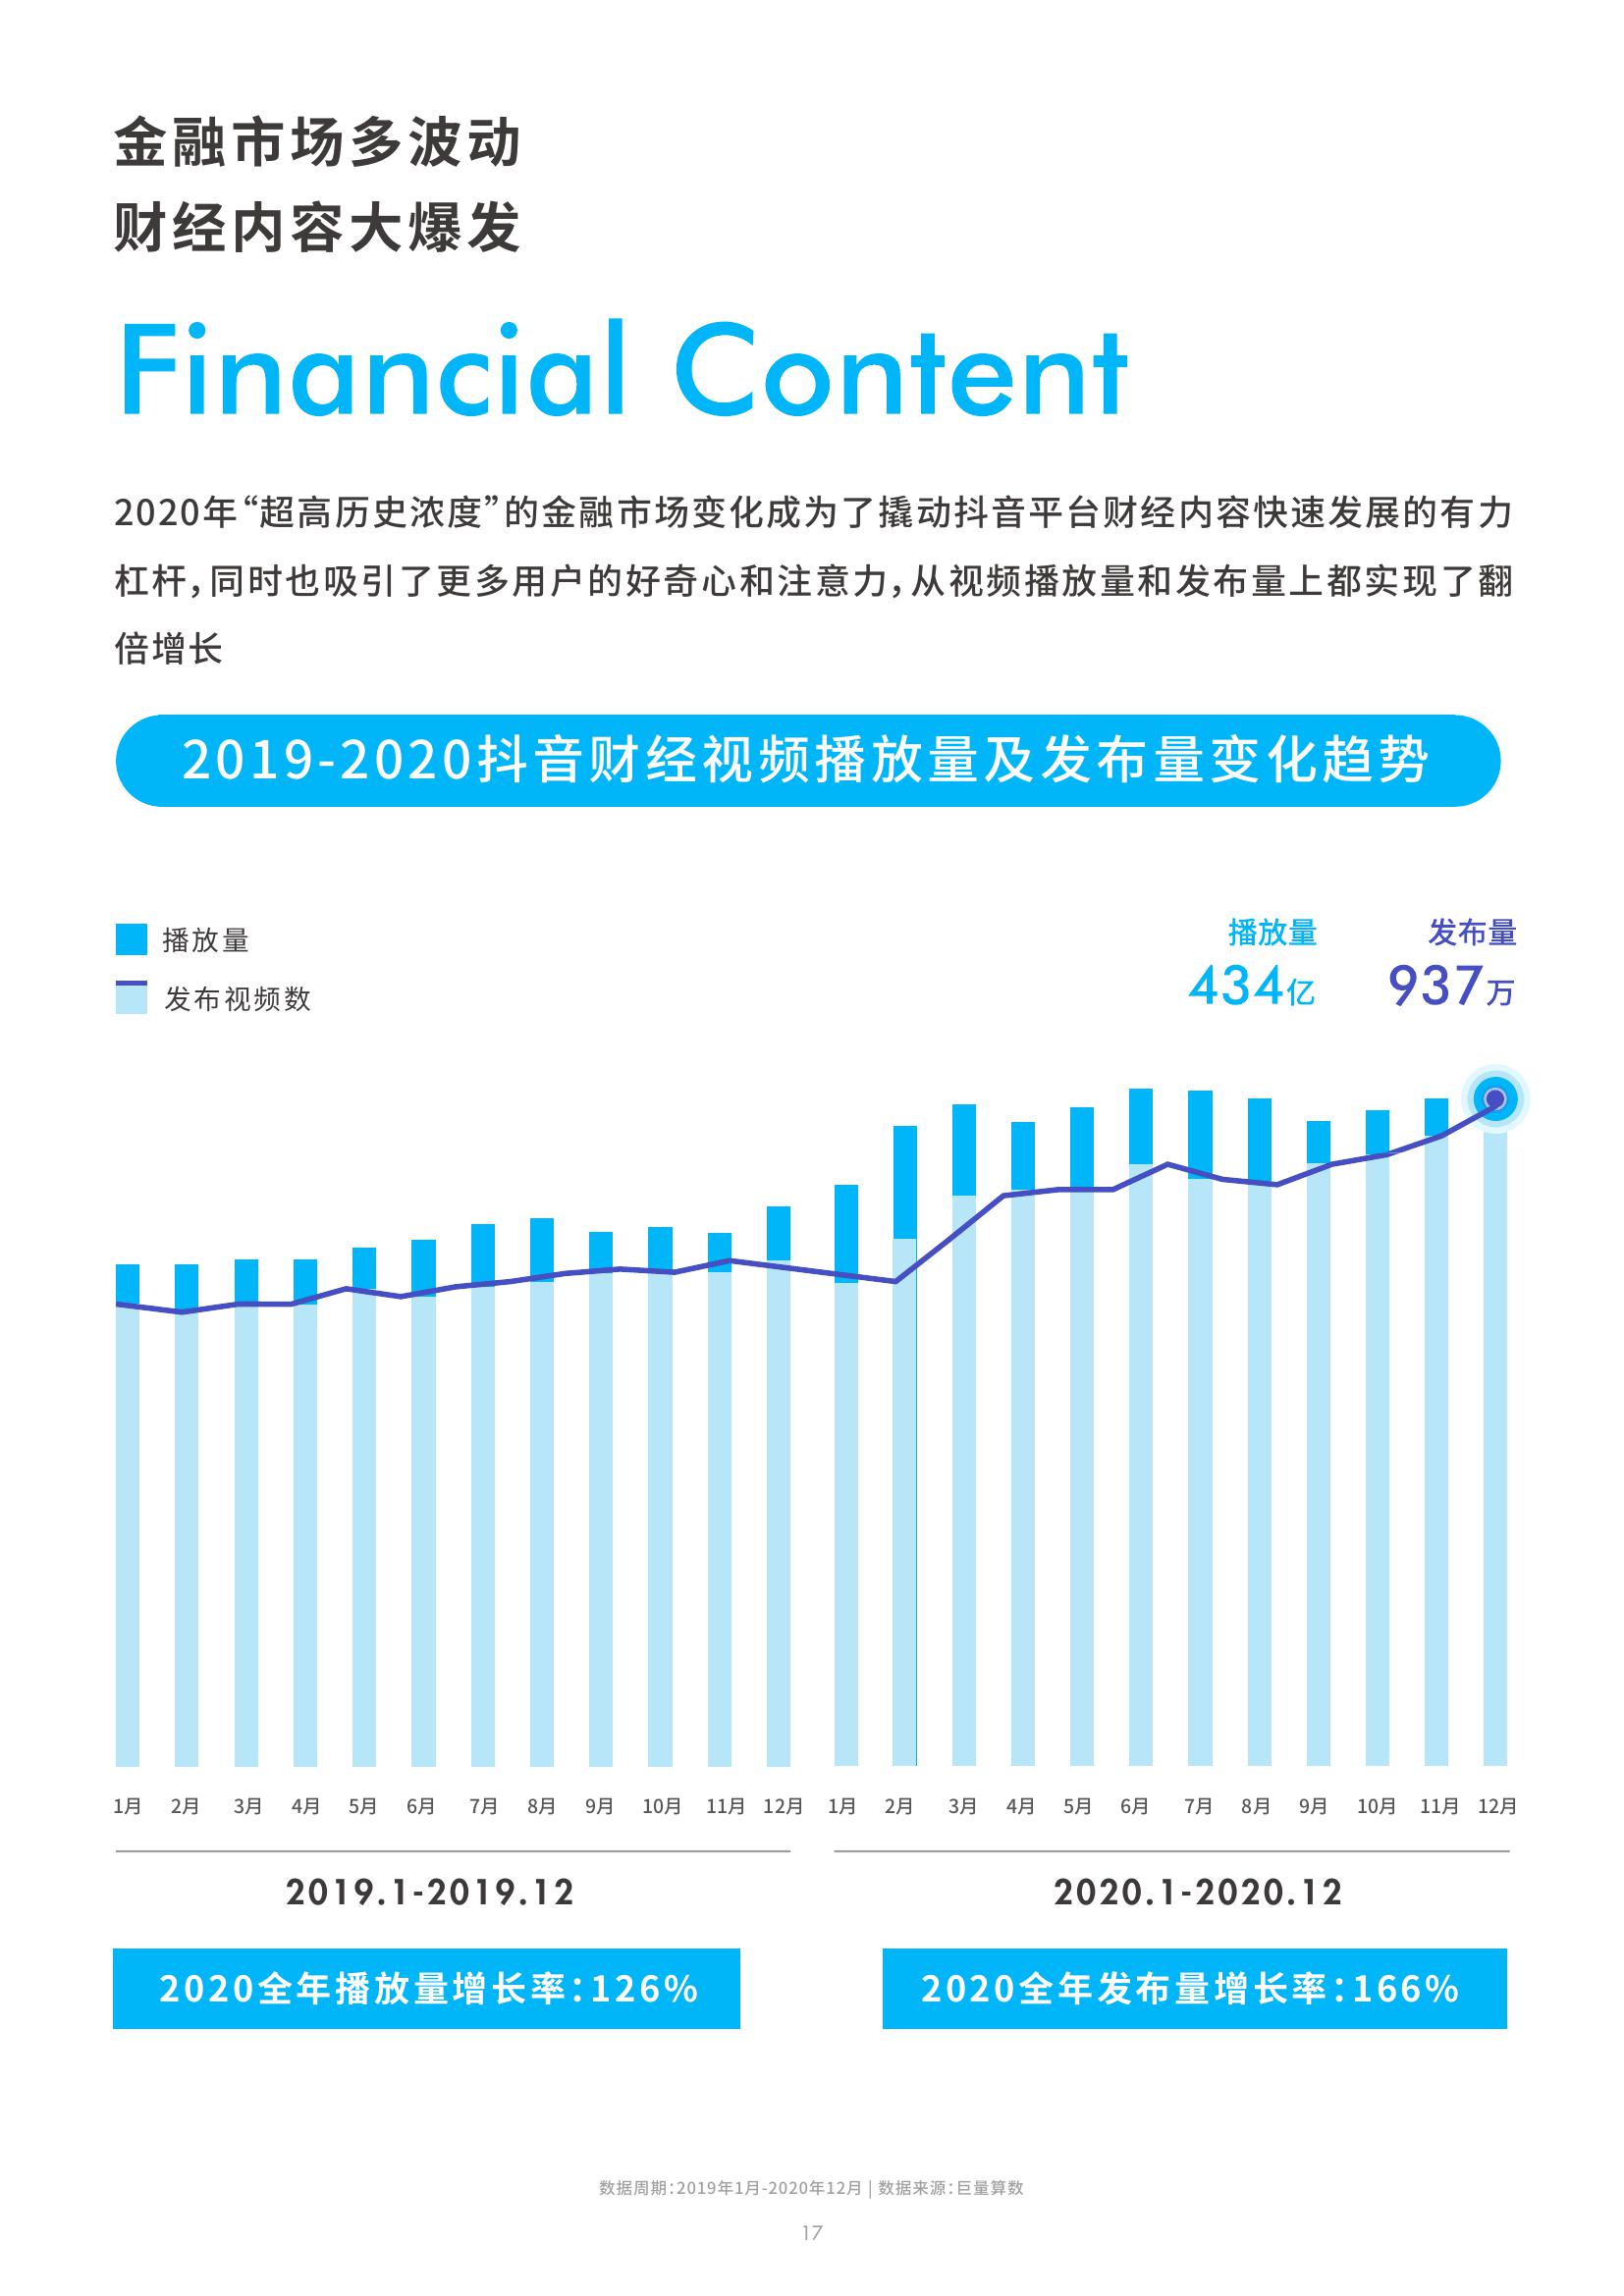 金融市场多波动
财经内容大爆发
Financial Content
2020年“超高历史浓度”的金融市场变化成为了撬动抖音平台财经内容快速发展的有力
杠杆,同时也吸引了更多用户的好奇心和注意力,从视频播放量和发布量上都实现了翻
倍增长
2019-2020抖音财经视频播放量及发布量变化趋势
播放量
发布视频数
播放量 发布量
434亿 937万
1月 2月 3月 4月 5月 6月 7月 8月 9月 10月 11月 12月 1月 2月 3月 4月 5月 6月 7月 8月 9月 10月 11月 12月
2019.1-2019.12 2020.1-2020.12
2020全年播放量增长率:126% 2020全年发布量增长率:166%
数据周期:2019年1月-2020年12月 | 数据来源:巨量算数
17